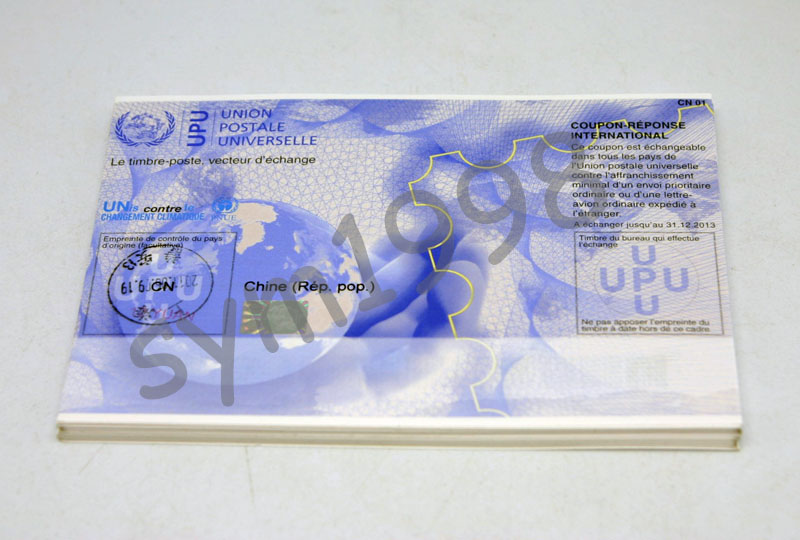 CN 01
UPU
UNION
POSTALE
UNIVERSELLE
Le timbre-poste, vecteur d'échange
COUPON-RÉPONSE
INTERNATIONAL
Ce coupon est échangeable
dans tous les pays de
l'Union postale universelle
contre l'affranchissement
minimal d'un envoi prioritaire
ordinaire ou d'une lettre-
avion ordinaire expédié à
l'étranger.
A échanger jusqu'au 31.12.2013
UNis contre le
CHANGEMENT CLIMATIQUE
PNUE
Empreinte de contrôle du pays
d'origine (facultative)
CN
Chine (Rép. pop.)
Timbre du bureau qui effectue
l'échange
U
UPU
U
Ne pas apposer l'empreinte du
timbre à date hors de ce cadre
sym1998